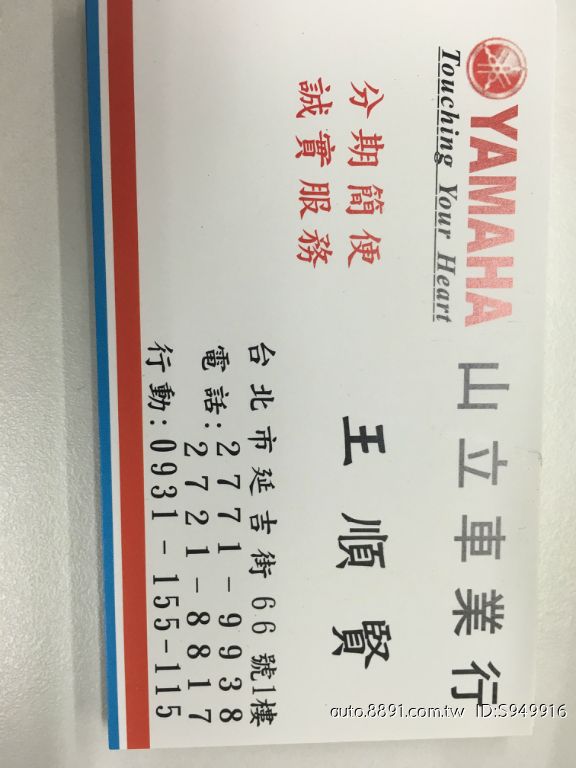 YAMAHA 山立車業行
Touching Your Heart
分期簡便
誠實服務
王順賢
台北市延吉街66號1樓
電話:2771-9938
2721-8817
行動:0931-155-115
auto.8891.com.tw ID:S949916